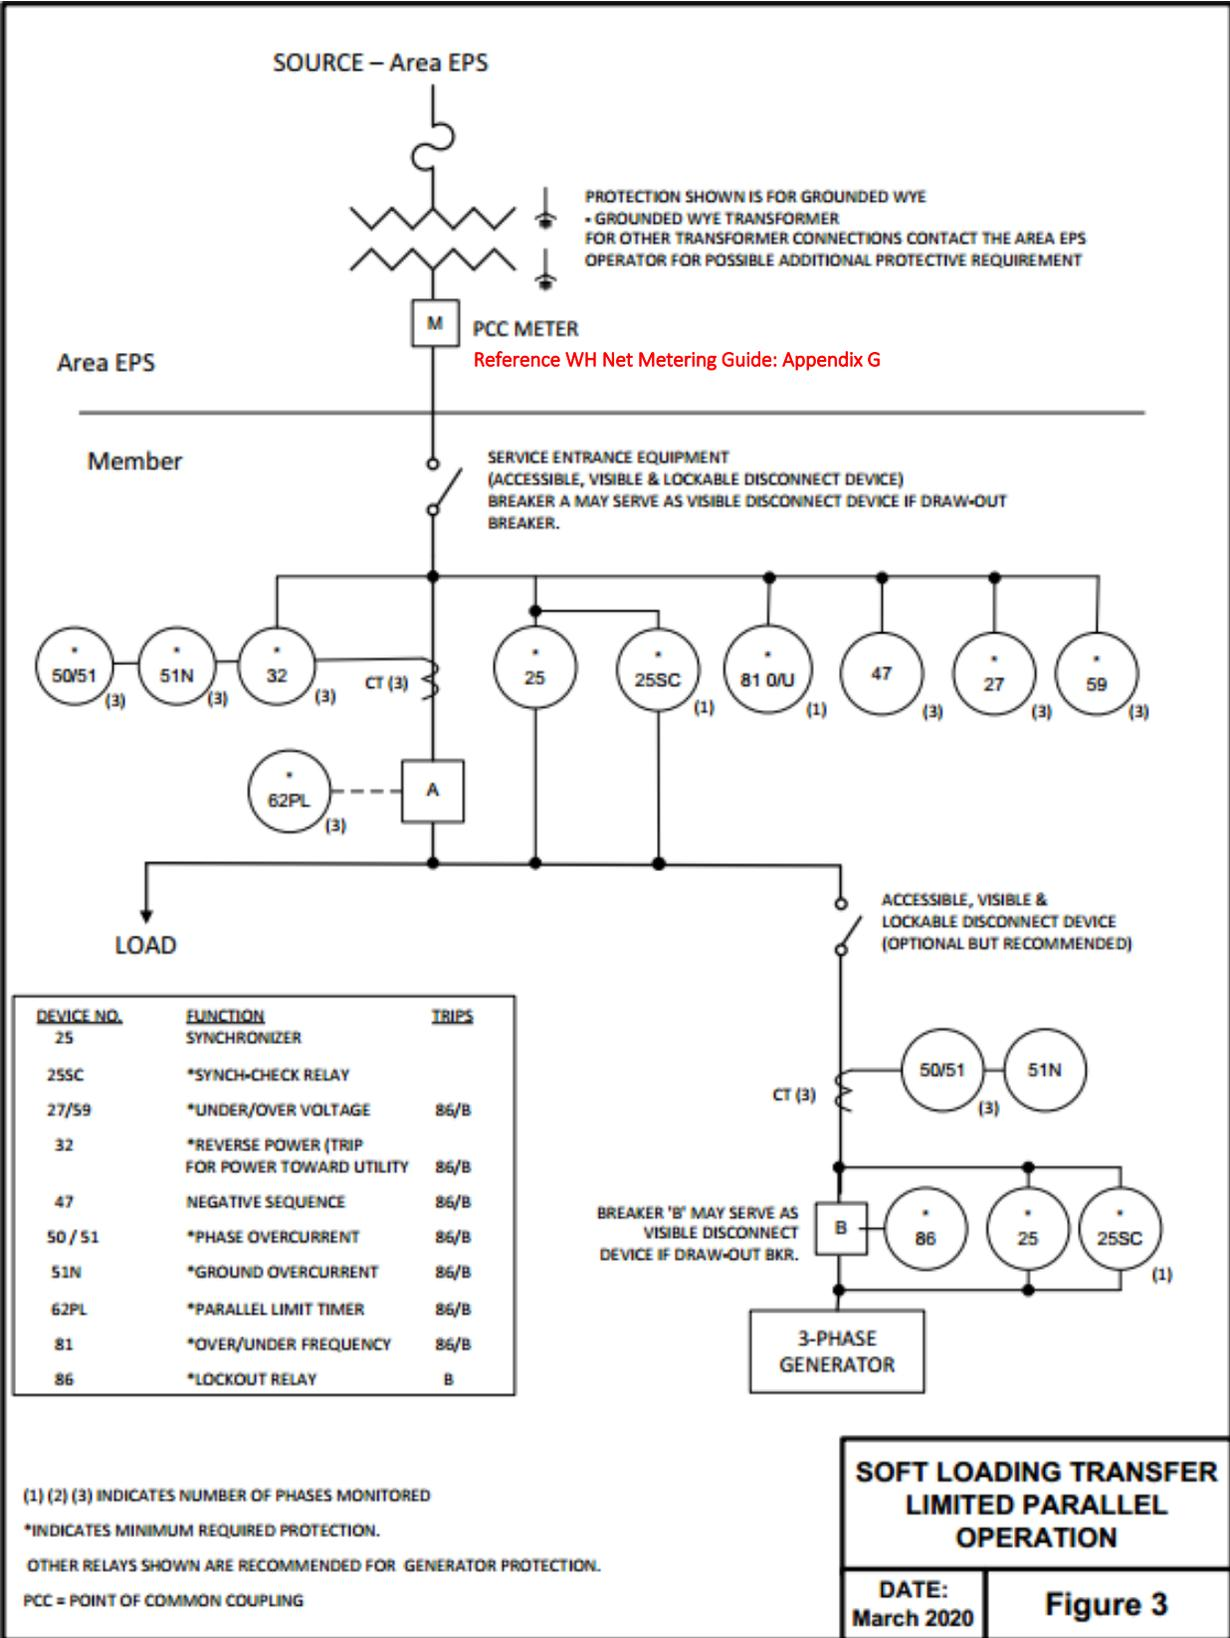 SOURCE – Area EPS
PROTECTION SHOWN IS FOR GROUNDED WYE
- GROUNDED WYE TRANSFORMER
FOR OTHER TRANSFORMER CONNECTIONS CONTACT THE AREA EPS
OPERATOR FOR POSSIBLE ADDITIONAL PROTECTIVE REQUIREMENT
M
PCC METER
Reference WH Net Metering Guide: Appendix G
Area EPS
Member
SERVICE ENTRANCE EQUIPMENT
(ACCESSIBLE, VISIBLE & LOCKABLE DISCONNECT DEVICE)
BREAKER A MAY SERVE AS VISIBLE DISCONNECT DEVICE IF DRAW-OUT
BREAKER.
* 50/51 (3)
* 51N (3)
* 32 (3)
CT (3)
* 25
* 25SC (1)
* 81 0/U (1)
47 (3)
* 27 (3)
* 59 (3)
* 62PL (3)
A
LOAD
ACCESSIBLE, VISIBLE &
LOCKABLE DISCONNECT DEVICE
(OPTIONAL BUT RECOMMENDED)
CT (3)
50/51 (3)
51N
BREAKER 'B' MAY SERVE AS
VISIBLE DISCONNECT
DEVICE IF DRAW-OUT BKR.
B
* 86
* 25
* 25SC (1)
3-PHASE
GENERATOR
DEVICE NO. FUNCTION TRIPS
25 SYNCHRONIZER
25SC *SYNCH-CHECK RELAY
27/59 *UNDER/OVER VOLTAGE 86/B
32 *REVERSE POWER (TRIP
FOR POWER TOWARD UTILITY 86/B
47 NEGATIVE SEQUENCE 86/B
50 / 51 *PHASE OVERCURRENT 86/B
51N *GROUND OVERCURRENT 86/B
62PL *PARALLEL LIMIT TIMER 86/B
81 *OVER/UNDER FREQUENCY 86/B
86 *LOCKOUT RELAY B
(1) (2) (3) INDICATES NUMBER OF PHASES MONITORED
*INDICATES MINIMUM REQUIRED PROTECTION.
OTHER RELAYS SHOWN ARE RECOMMENDED FOR GENERATOR PROTECTION.
PCC = POINT OF COMMON COUPLING
SOFT LOADING TRANSFER
LIMITED PARALLEL
OPERATION
DATE:
March 2020
Figure 3